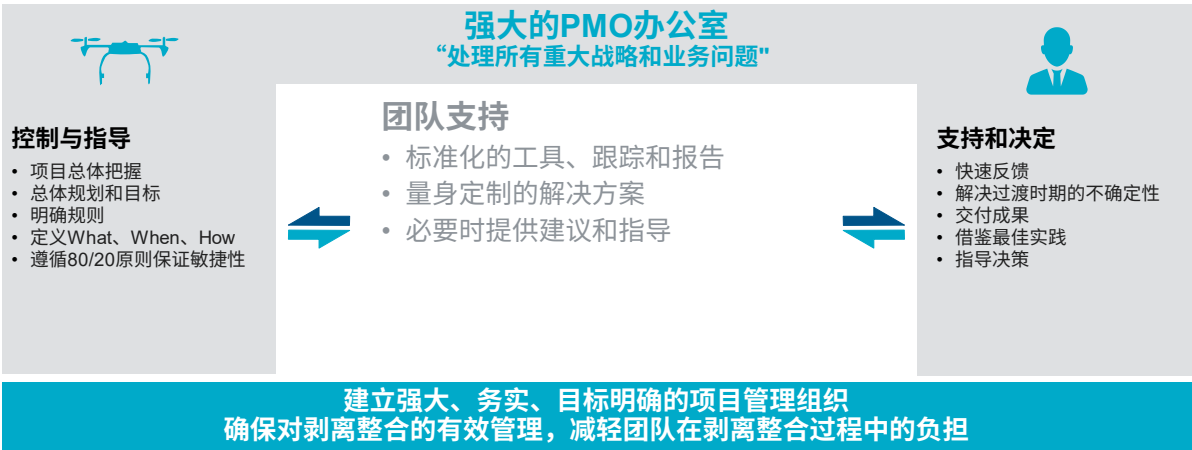 强大的PMO办公室
“处理所有重大战略和业务问题"
控制与指导
• 项目总体把握
• 总体规划和目标
• 明确规则
• 定义What、When、How
• 遵循80/20原则保证敏捷性
团队支持
• 标准化的工具、跟踪和报告
• 量身定制的解决方案
• 必要时提供建议和指导
支持和决定
• 快速反馈
• 解决过渡时期的不确定性
• 交付成果
• 借鉴最佳实践
• 指导决策
建立强大、务实、目标明确的项目管理组织
确保对剥离整合的有效管理，减轻团队在剥离整合过程中的负担